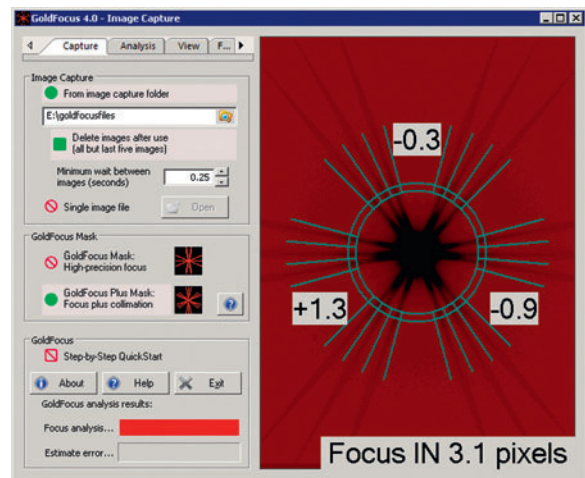 GoldFocus 4.0 - Image Capture
Capture Analysis View F...
Image Capture
From image capture folder
E:\goldfocusfiles
Delete images after use
(all but last five images)
Minimum wait between
images (seconds)
0.25
Single image file
Open
GoldFocus Mask
GoldFocus Mask:
High-precision focus
GoldFocus Plus Mask:
Focus plus collimation
GoldFocus
Step-by-Step QuickStart
About Help Exit
GoldFocus analysis results:
Focus analysis...
Estimate error...
-0.3
+1.3
-0.9
Focus IN 3.1 pixels